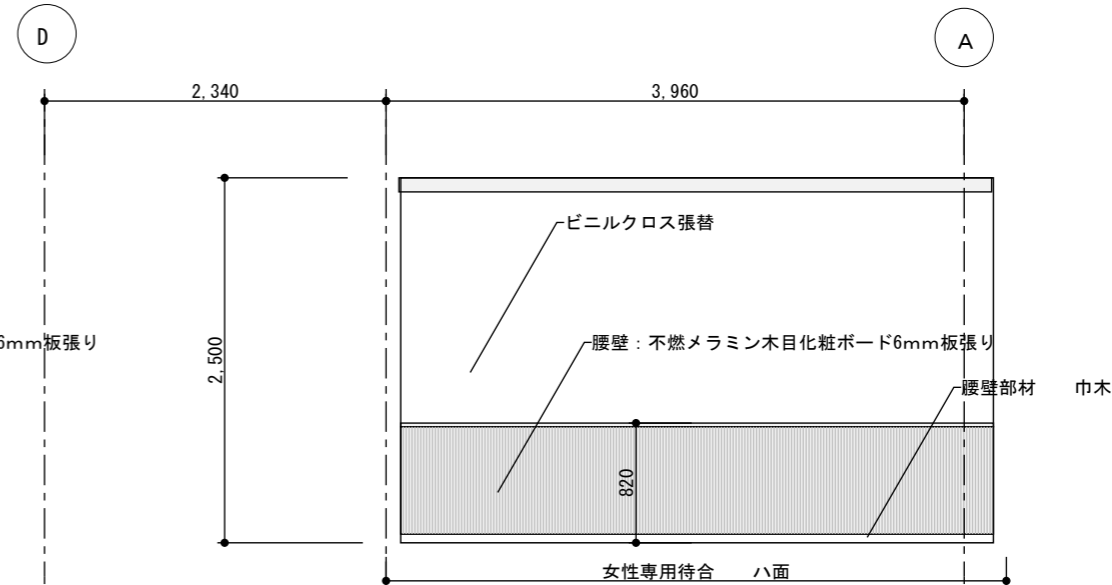 D
A
2,340
3,960
ビニルクロス張替
6mm板張り
腰壁：不燃メラミン木目化粧ボード6mm板張り
2,500
腰壁部材　巾木
820
女性専用待合　ハ面